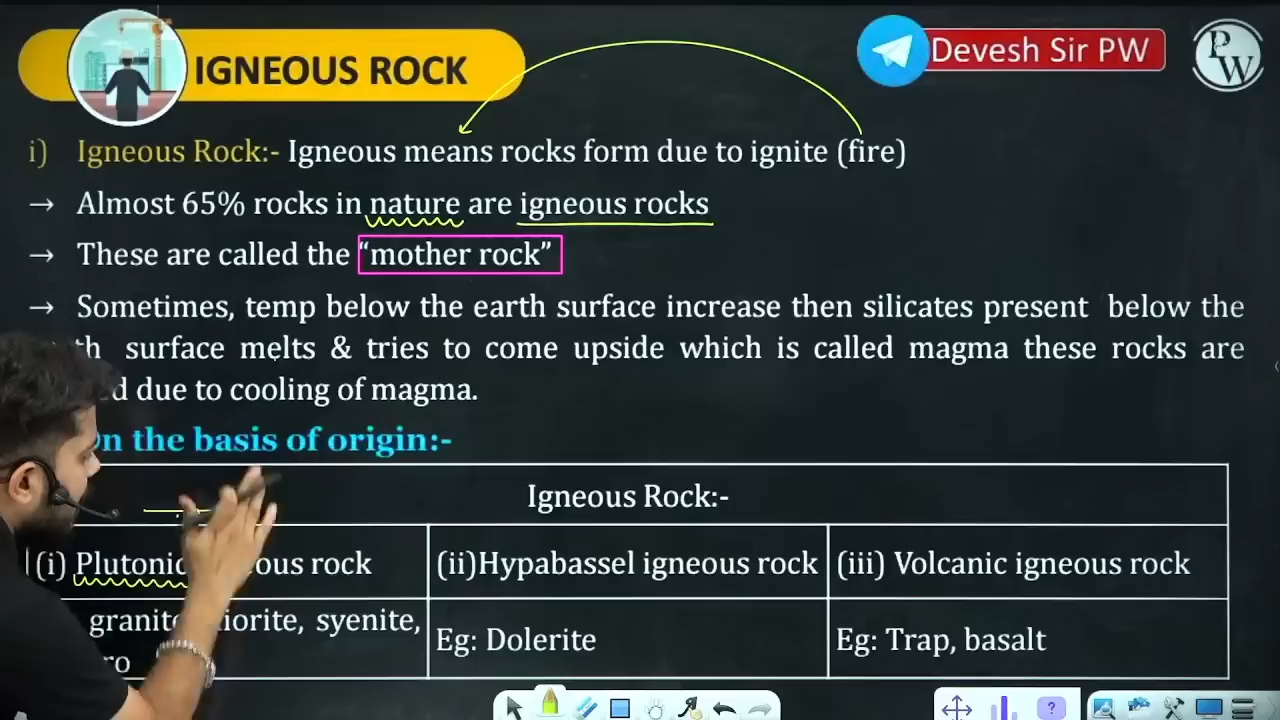 IGNEOUS ROCK
Devesh Sir PW
PW
i) Igneous Rock:- Igneous means rocks form due to ignite (fire)
→ Almost 65% rocks in nature are igneous rocks
→ These are called the “mother rock”
→ Sometimes, temp below the earth surface increase then silicates present below the
surface melts & tries to come upside which is called magma these rocks are
due to cooling of magma.
On the basis of origin:-
Igneous Rock:-
(i) Plutonic rock
(ii)Hypabassel igneous rock
(iii) Volcanic igneous rock
granite, diorite, syenite,
Eg: Dolerite
Eg: Trap, basalt